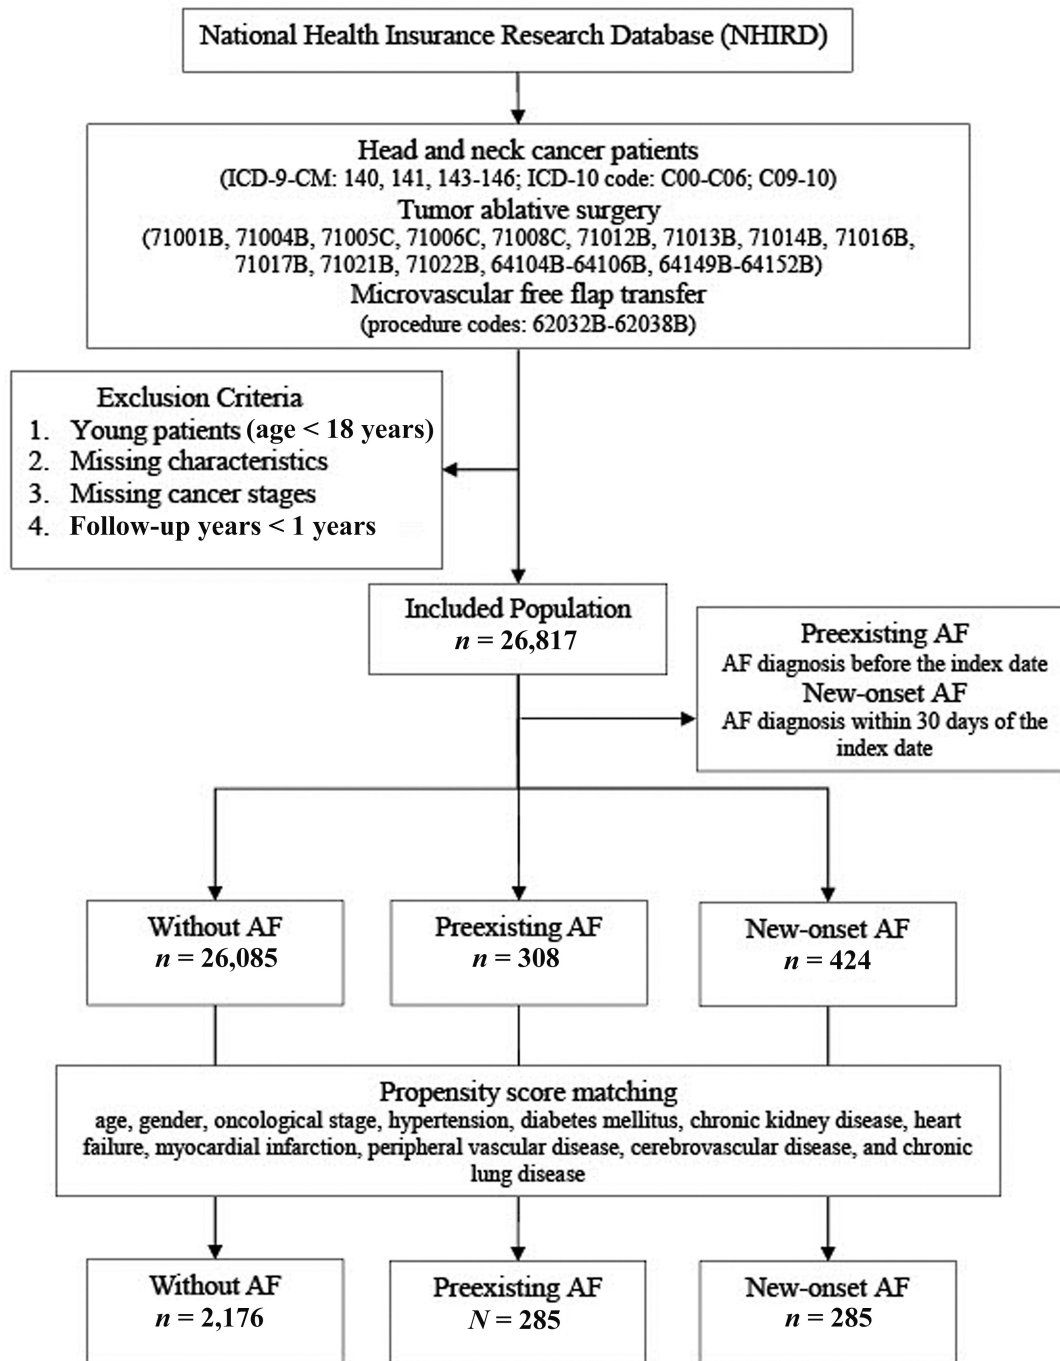 National Health Insurance Research Database (NHIRD)
Head and neck cancer patients
(ICD-9-CM: 140, 141, 143-146; ICD-10 code: C00-C06; C09-10)
Tumor ablative surgery
(71001B, 71004B, 71005C, 71006C, 71008C, 71012B, 71013B, 71014B, 71016B,
71017B, 71021B, 71022B, 64104B-64106B, 64149B-64152B)
Microvascular free flap transfer
(procedure codes: 62032B-62038B)
Exclusion Criteria
1. Young patients (age < 18 years)
2. Missing characteristics
3. Missing cancer stages
4. Follow-up years < 1 years
Included Population
n = 26,817
Preexisting AF
AF diagnosis before the index date
New-onset AF
AF diagnosis within 30 days of the
index date
Without AF
n = 26,085
Preexisting AF
n = 308
New-onset AF
n = 424
Propensity score matching
age, gender, oncological stage, hypertension, diabetes mellitus, chronic kidney disease, heart
failure, myocardial infarction, peripheral vascular disease, cerebrovascular disease, and chronic
lung disease
Without AF
n = 2,176
Preexisting AF
N = 285
New-onset AF
n = 285